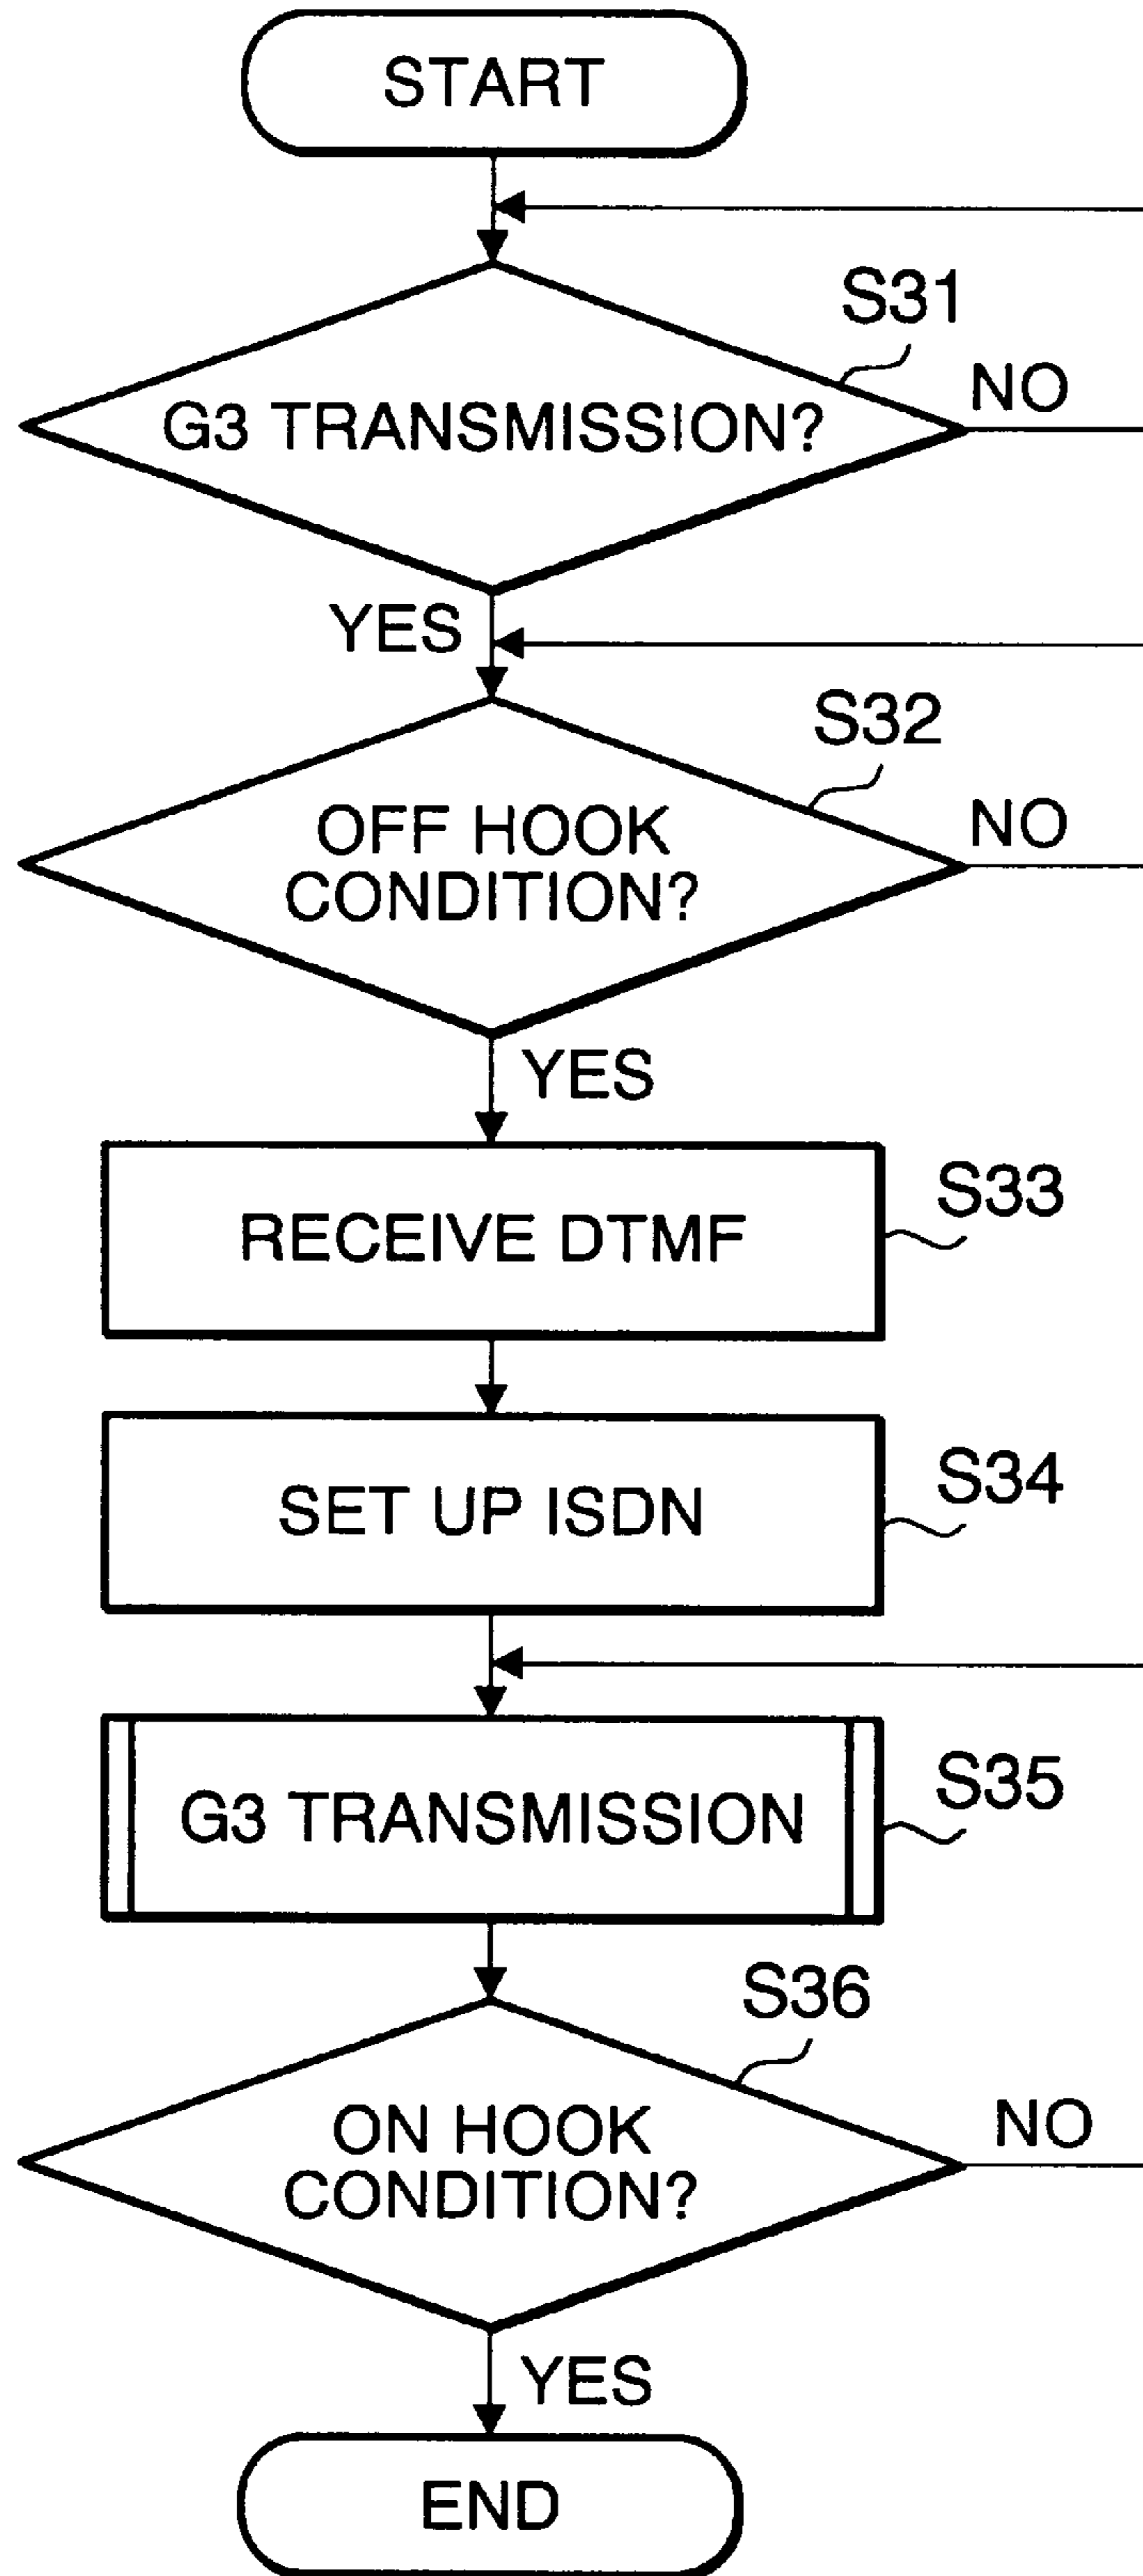 START
S31
G3 TRANSMISSION?
NO
YES
S32
OFF HOOK
CONDITION?
NO
YES
RECEIVE DTMF
S33
SET UP ISDN
S34
G3 TRANSMISSION
S35
S36
ON HOOK
CONDITION?
NO
YES
END